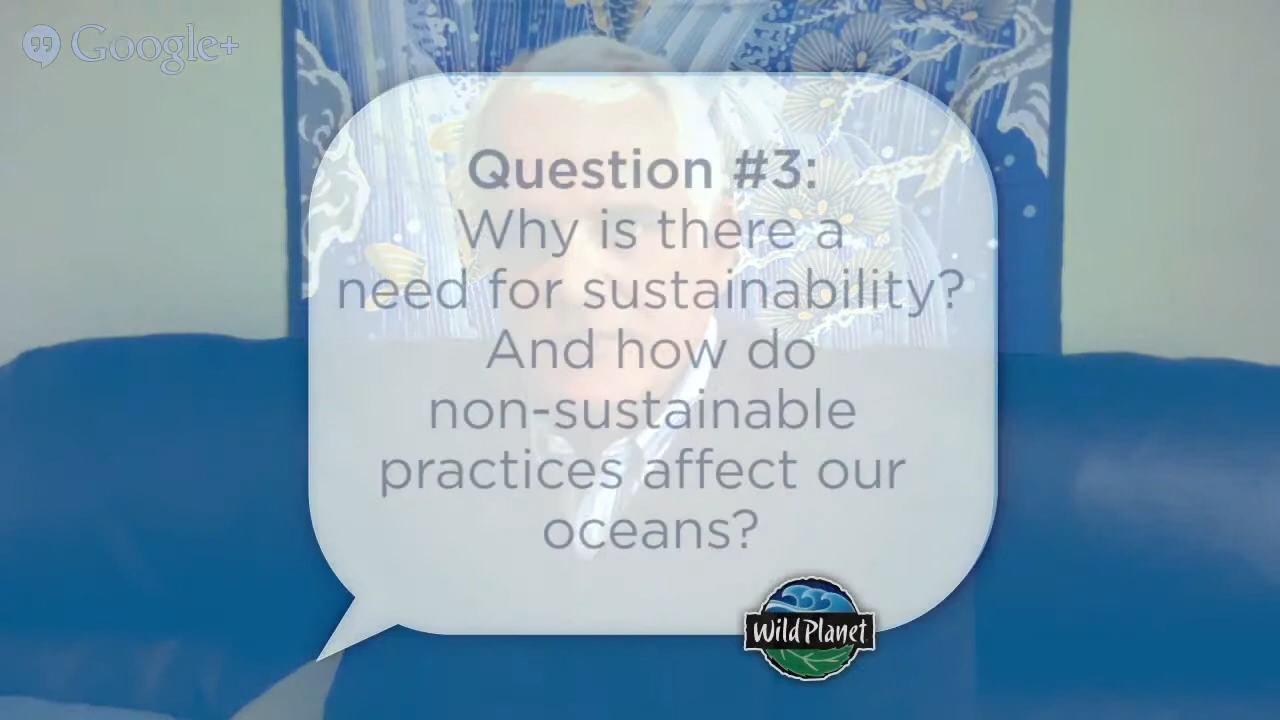 Google+
Question #3:
Why is there a
need for sustainability?
And how do
non-sustainable
practices affect our
oceans?
Wild Planet